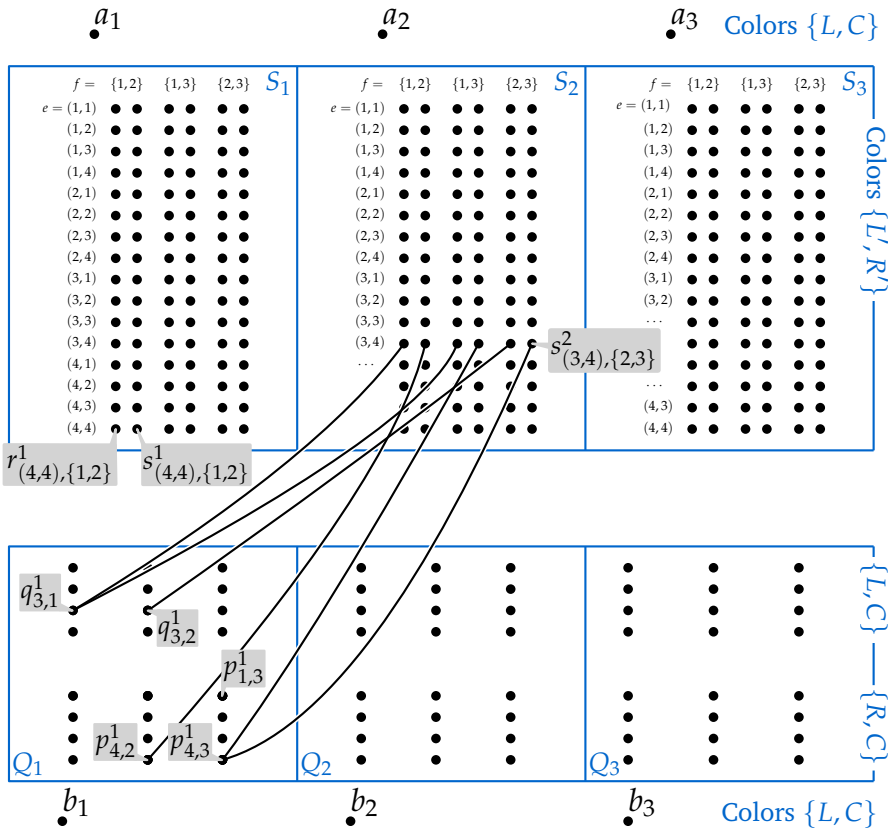 a₁ a₂ a₃ Colors {L, C}
S₁ S₂ S₃
f = {1,2} {1,3} {2,3} f = {1,2} {1,3} {2,3} f = {1,2} {1,3} {2,3}
e = (1,1) e = (1,1) e = (1,1)
(1,2) (1,2) (1,2)
(1,3) (1,3) (1,3)
(1,4) (1,4) (1,4)
(2,1) (2,1) (2,1)
(2,2) (2,2) (2,2)
(2,3) (2,3) (2,3)
(2,4) (2,4) (2,4)
(3,1) (3,1) (3,1)
(3,2) (3,2) (3,2)
(3,3) (3,3) ...
(3,4) (3,4) (3,4)
(4,1) ... (4,1)
(4,2) ...
(4,3) (4,3)
(4,4) (4,4)
Colors {L′, R′}
s²₍₃,₄₎,{2,3}
r¹₍₄,₄₎,{1,2} s¹₍₄,₄₎,{1,2}
q¹₃,₁
q¹₃,₂
{L, C}
p¹₁,₃
p¹₄,₂ p¹₄,₃
{R, C}
Q₁ Q₂ Q₃
b₁ b₂ b₃ Colors {L, C}